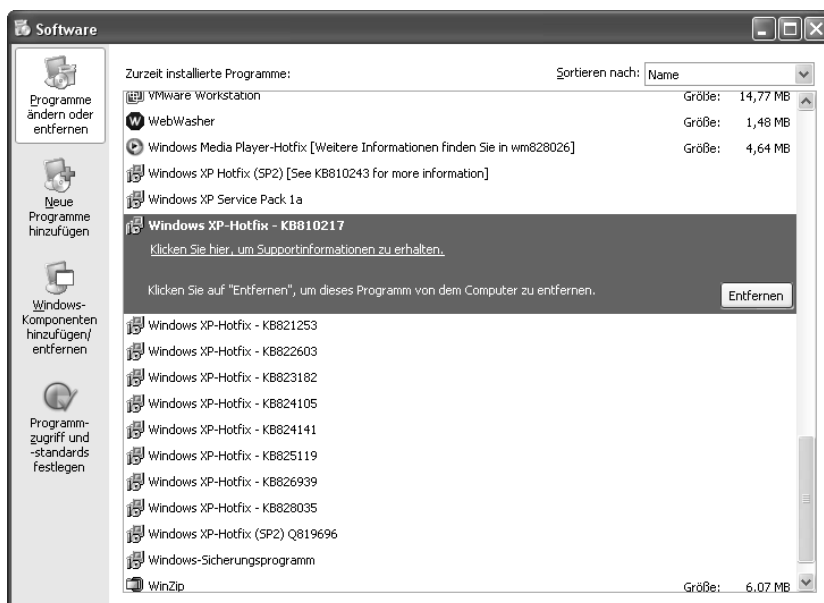 Software
Programme
ändern oder
entfernen
Neue
Programme
hinzufügen
Windows-
Komponenten
hinzufügen/
entfernen
Programm-
zugriff und
-standards
festlegen
Zurzeit installierte Programme:
Sortieren nach: Name
VMware Workstation Größe: 14,77 MB
WebWasher Größe: 1,48 MB
Windows Media Player-Hotfix [Weitere Informationen finden Sie in wm828026] Größe: 4,64 MB
Windows XP Hotfix (SP2) [See KB810243 for more information]
Windows XP Service Pack 1a
Windows XP-Hotfix - KB810217
Klicken Sie hier, um Supportinformationen zu erhalten.
Klicken Sie auf "Entfernen", um dieses Programm von dem Computer zu entfernen.
Entfernen
Windows XP-Hotfix - KB821253
Windows XP-Hotfix - KB822603
Windows XP-Hotfix - KB823182
Windows XP-Hotfix - KB824105
Windows XP-Hotfix - KB824141
Windows XP-Hotfix - KB825119
Windows XP-Hotfix - KB826939
Windows XP-Hotfix - KB828035
Windows XP-Hotfix (SP2) Q819696
Windows-Sicherungsprogramm
WinZip Größe: 6,07 MB